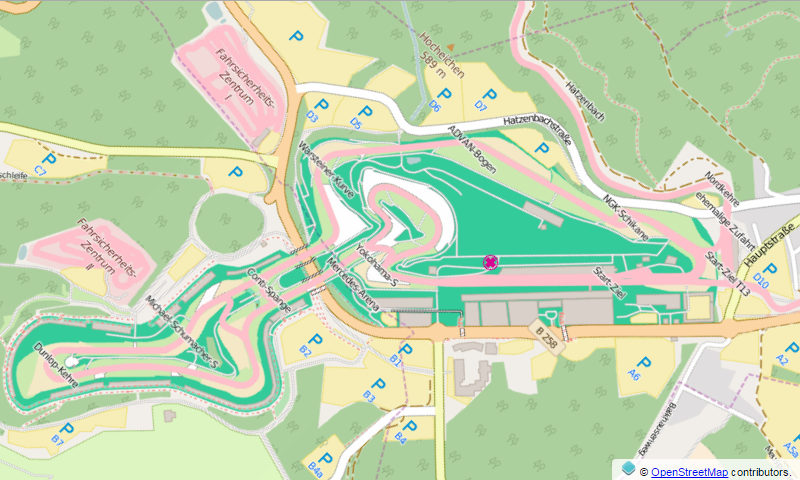 P
Hocheichen
589 m
Fahrsicherheits-
Zentrum
I
P
D3
P
D5
P
D6
P
D7
Hatzenbach
Hatzenbachstraße
ADVAN-Bogen
P
P
C7
schleife
P
Warsteiner-Kurve
Nordkehre
ehemalige Zufahrt
NGK-Schikane
Hauptstraße
Fahrsicherheits-
Zentrum
II
Yokohama-S
Start-Ziel
Start-Ziel T13
P
D10
Conti-Spange
Mercedes-Arena
Michael-Schumacher-S
Dunlop-Kehre
P
B2
P
B1
B 258
P
A2
P
B3
P
A6
P
B7
P
B4
P
B4a
P
A5a
© OpenStreetMap contributors.